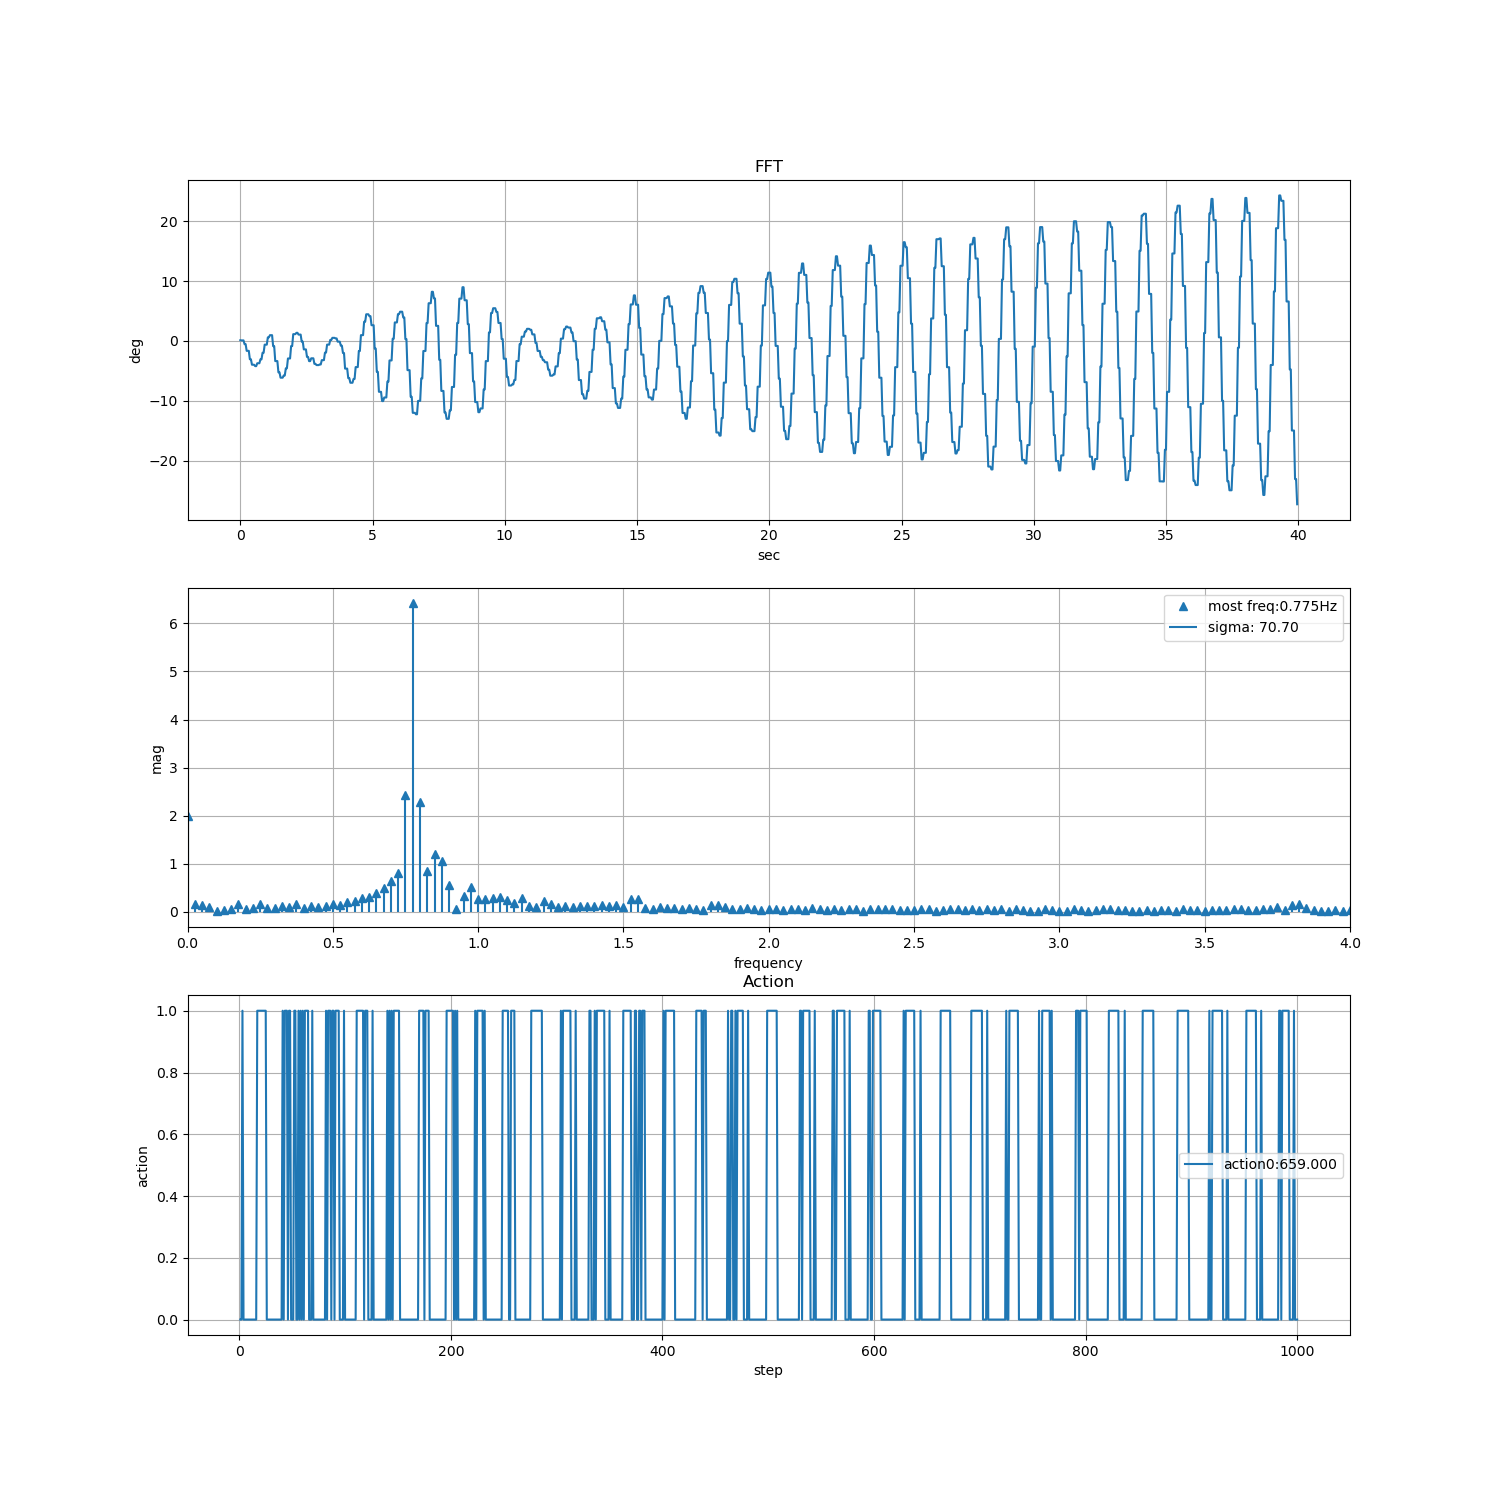 FFT
20
10
0
−10
−20
deg
0 5 10 15 20 25 30 35 40
sec
most freq:0.775Hz
sigma: 70.70
6
5
4
3
2
1
0
mag
0.0 0.5 1.0 1.5 2.0 2.5 3.0 3.5 4.0
frequency
Action
1.0
0.8
0.6
0.4
0.2
0.0
action
action0:659.000
0 200 400 600 800 1000
step